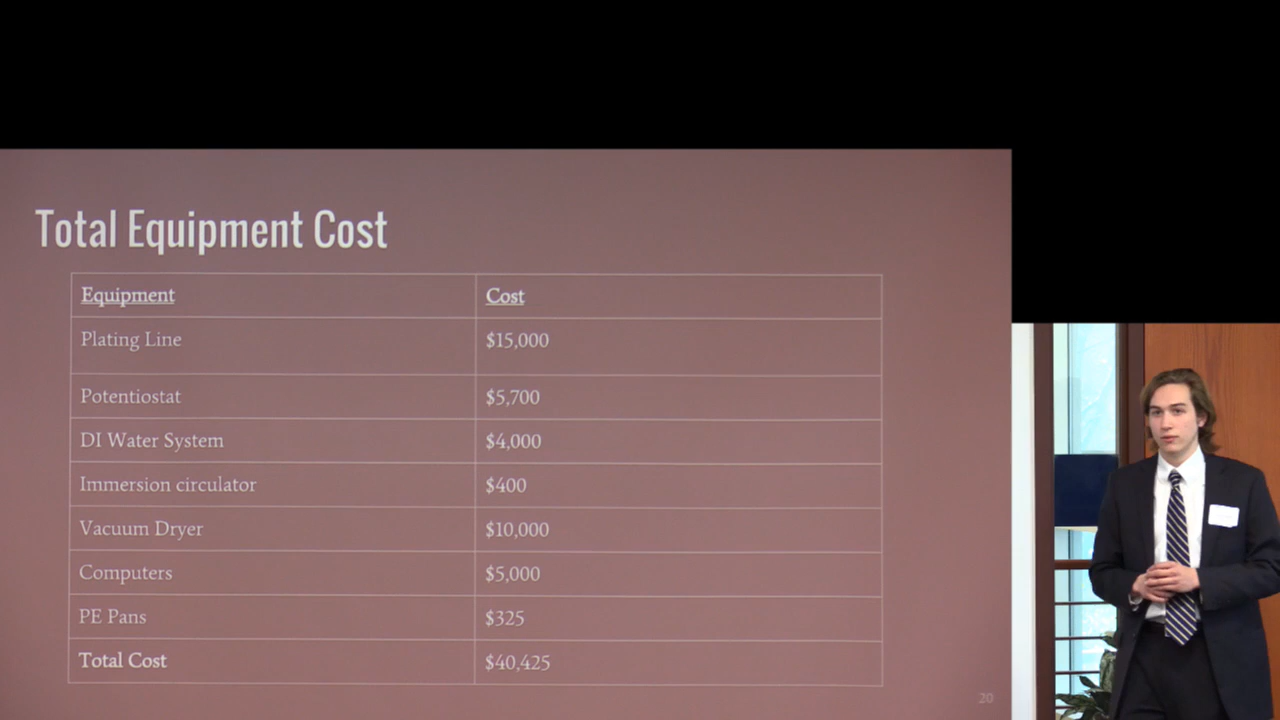 Total Equipment Cost
Equipment Cost
Plating Line $15,000
Potentiostat $5,700
DI Water System $4,000
Immersion circulator $400
Vacuum Dryer $10,000
Computers $5,000
PE Pans $325
Total Cost $40,425
20